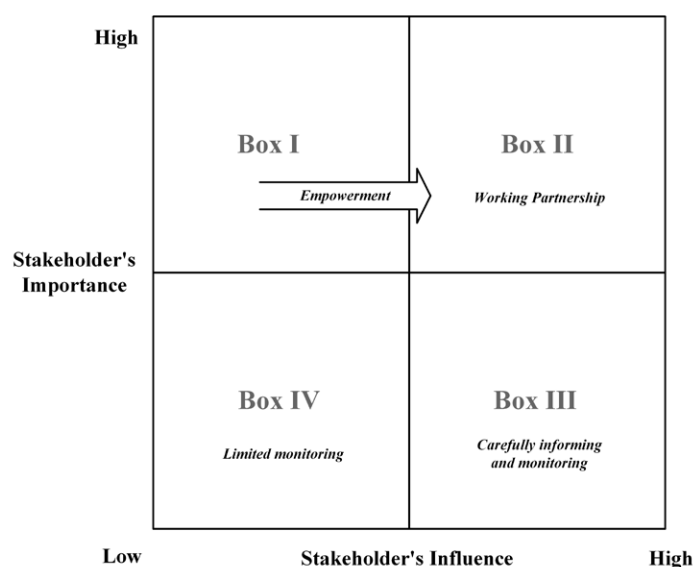 High
Box I
Box II
Empowerment
Working Partnership
Stakeholder's
Importance
Box IV
Box III
Limited monitoring
Carefully informing
and monitoring
Low
Stakeholder's Influence
High